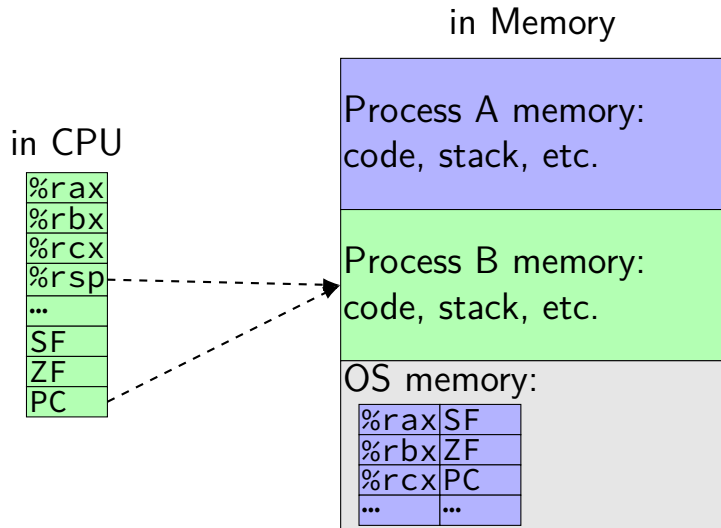 in Memory
Process A memory:
code, stack, etc.
in CPU
%rax
%rbx
%rcx
%rsp
…
SF
ZF
PC
Process B memory:
code, stack, etc.
OS memory:
%rax SF
%rbx ZF
%rcx PC
… …